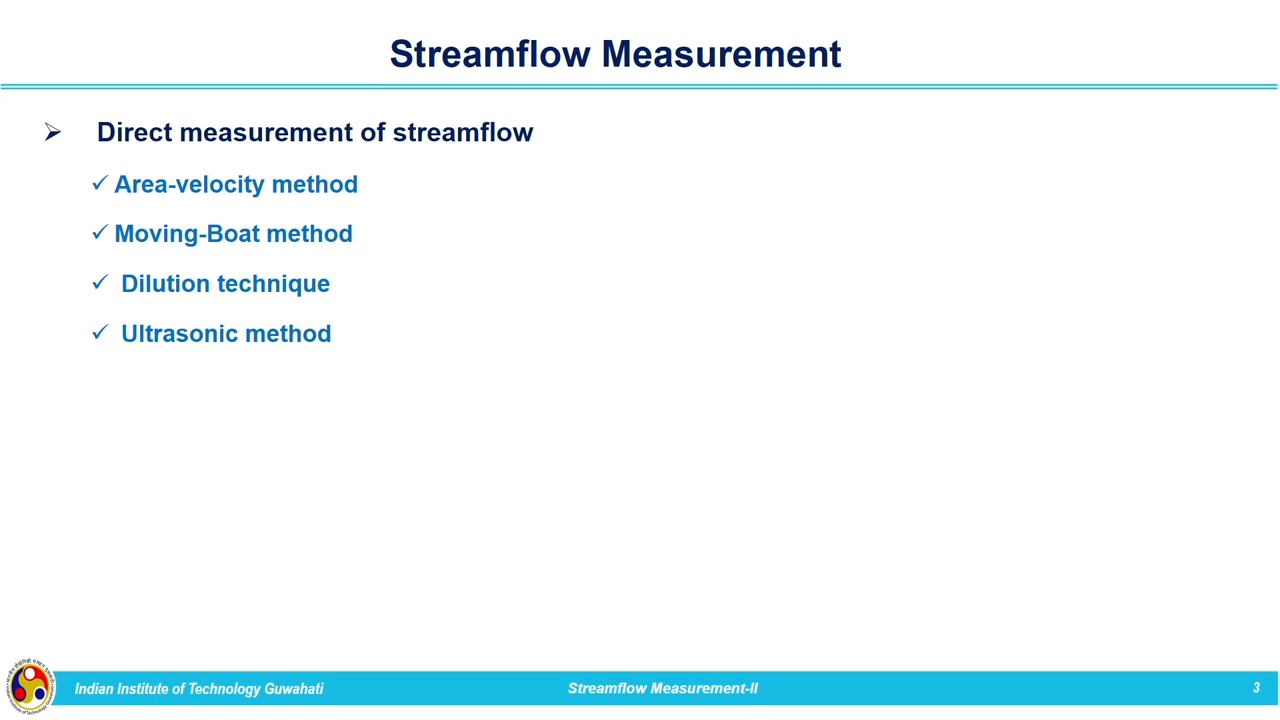 Streamflow Measurement
➢ Direct measurement of streamflow
✓ Area-velocity method
✓ Moving-Boat method
✓ Dilution technique
✓ Ultrasonic method
Indian Institute of Technology Guwahati
Streamflow Measurement-II
3